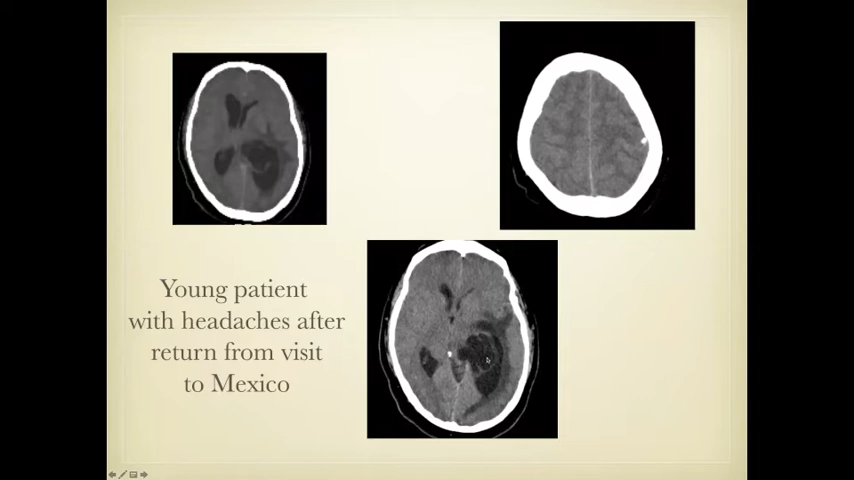 Young patient
with headaches after
return from visit
to Mexico